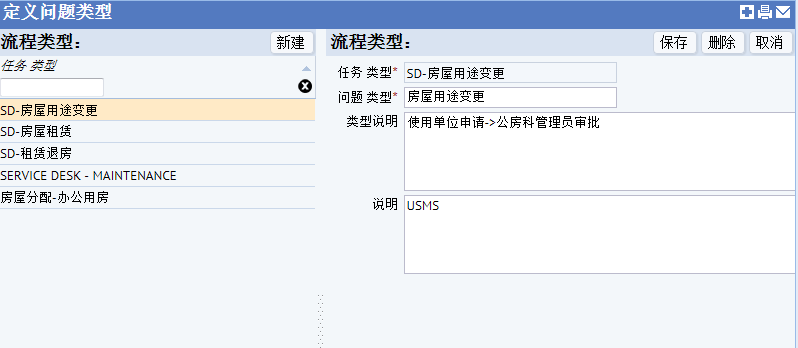 定义问题类型
流程类型：
新建
任务 类型
SD-房屋用途变更
SD-房屋租赁
SD-租赁退房
SERVICE DESK - MAINTENANCE
房屋分配-办公用房
流程类型：
保存 删除 取消
任务 类型* SD-房屋用途变更
问题 类型* 房屋用途变更
类型说明 使用单位申请->公房科管理员审批
说明 USMS